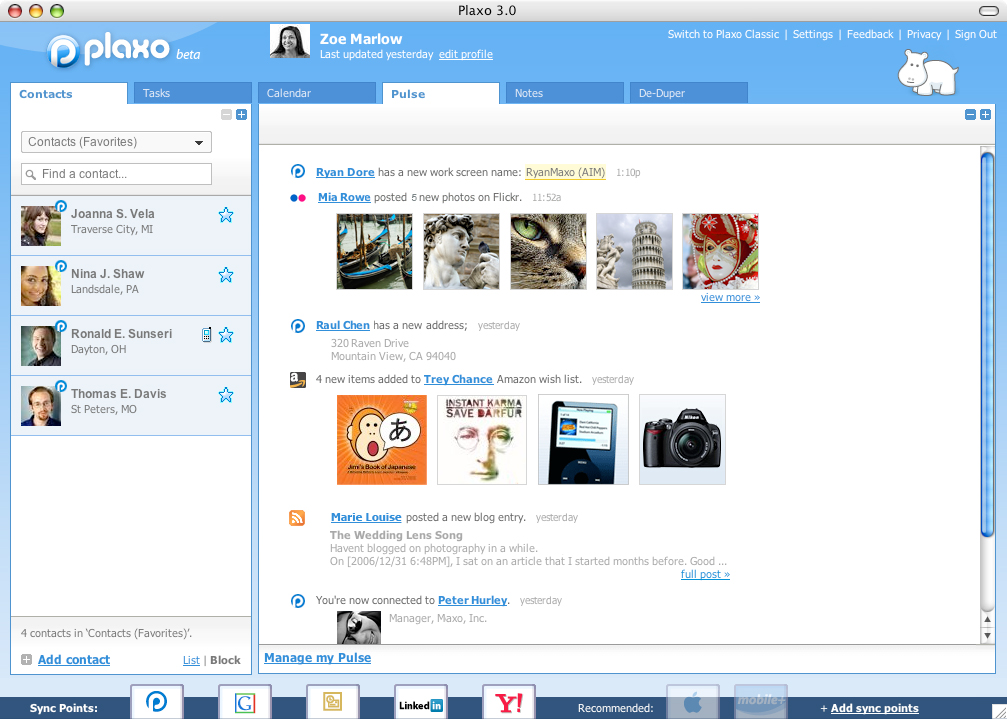 Plaxo 3.0
plaxo beta
Zoe Marlow
Last updated yesterday edit profile
Switch to Plaxo Classic | Settings | Feedback | Privacy | Sign Out
Contacts
Tasks
Calendar
Pulse
Notes
De-Duper
Contacts (Favorites)
Find a contact...
Joanna S. Vela
Traverse City, MI
Nina J. Shaw
Landsdale, PA
Ronald E. Sunseri
Dayton, OH
Thomas E. Davis
St Peters, MO
4 contacts in ‘Contacts (Favorites)’.
Add contact
List | Block
Ryan Dore has a new work screen name: RyanMaxo (AIM) 1:10p
Mia Rowe posted 5 new photos on Flickr. 11:52a
view more »
Raul Chen has a new address; yesterday
320 Raven Drive
Mountain View, CA 94040
4 new items added to Trey Chance Amazon wish list. yesterday
あ
Jimi's Book of Japanese
INSTANT KARMA
SAVE DARFUR
Now Playing
Nikon
Marie Louise posted a new blog entry. yesterday
The Wedding Lens Song
Havent blogged on photography in a while.
On [2006/12/31 6:48PM], I sat on an article that I started months before. Good ...
full post »
You're now connected to Peter Hurley. yesterday
Manager, Maxo, Inc.
Manage my Pulse
Sync Points:
G
Linked in
Y!
Recommended:
mobile+
+ Add sync points